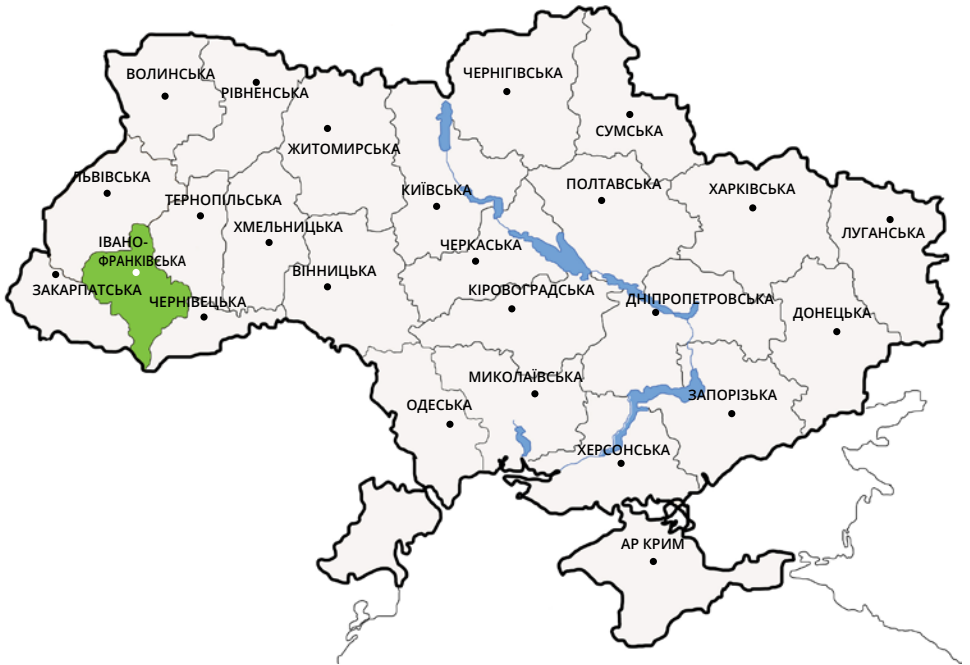 ЧЕРНІГІВСЬКА
ВОЛИНСЬКА
РІВНЕНСЬКА
СУМСЬКА
ЖИТОМИРСЬКА
ЛЬВІВСЬКА
ПОЛТАВСЬКА
ХАРКІВСЬКА
КИЇВСЬКА
ТЕРНОПІЛЬСЬКА
ХМЕЛЬНИЦЬКА
ЛУГАНСЬКА
ІВАНО-
ФРАНКІВСЬКА
ЧЕРКАСЬКА
ВІННИЦЬКА
ЗАКАРПАТСЬКА
КІРОВОГРАДСЬКА
ЧЕРНІВЕЦЬКА
ДНІПРОПЕТРОВСЬКА
ДОНЕЦЬКА
МИКОЛАЇВСЬКА
ЗАПОРІЗЬКА
ОДЕСЬКА
ХЕРСОНСЬКА
АР КРИМ